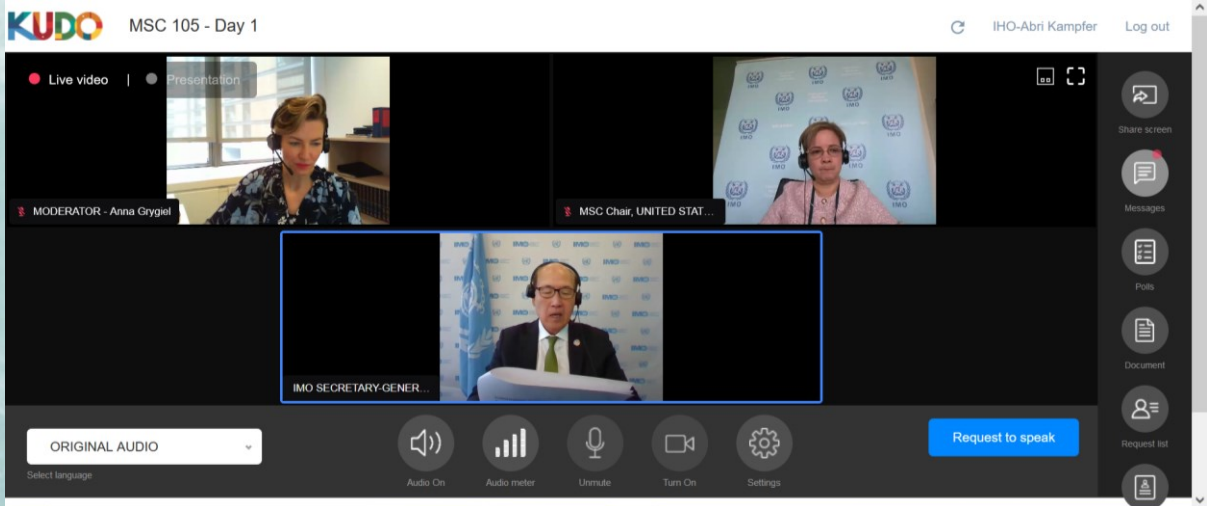 KUDO
MSC 105 - Day 1
IHO-Abri Kampfer
Log out
Live video | Presentation
Share screen
MODERATOR - Anna Grygiel
MSC Chair, UNITED STAT...
Messages
Polls
IMO SECRETARY-GENER...
Document
ORIGINAL AUDIO
Select language
Audio On
Audio meter
Unmute
Turn On
Settings
Request to speak
Request list
IMO